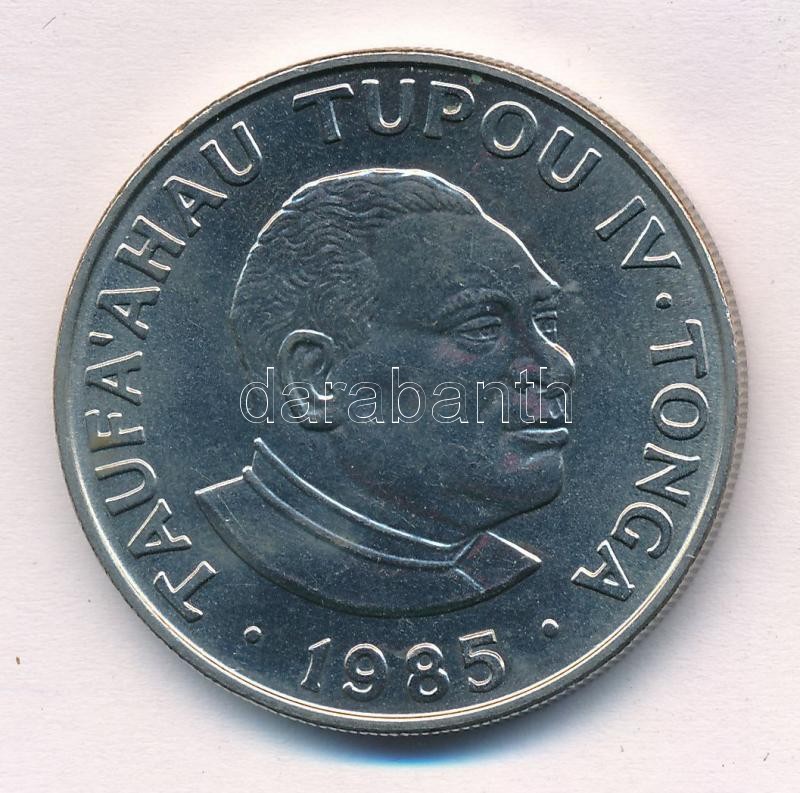 TAUFA'AHAU TUPOU IV · TONGA
· 1985 ·
darabanth